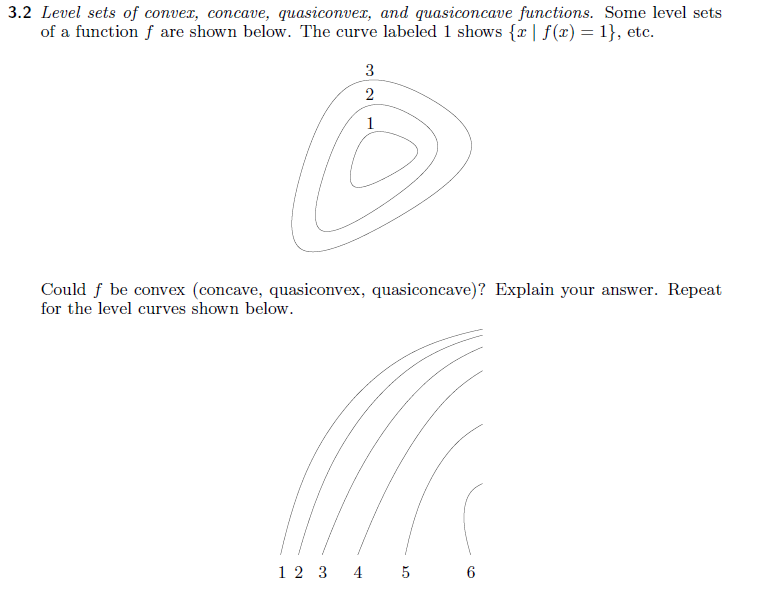 3.2 Level sets of convex, concave, quasiconvex, and quasiconcave functions. Some level sets
of a function f are shown below. The curve labeled 1 shows {x | f(x) = 1}, etc.
3
2
1
Could f be convex (concave, quasiconvex, quasiconcave)? Explain your answer. Repeat
for the level curves shown below.
1 2 3 4 5 6